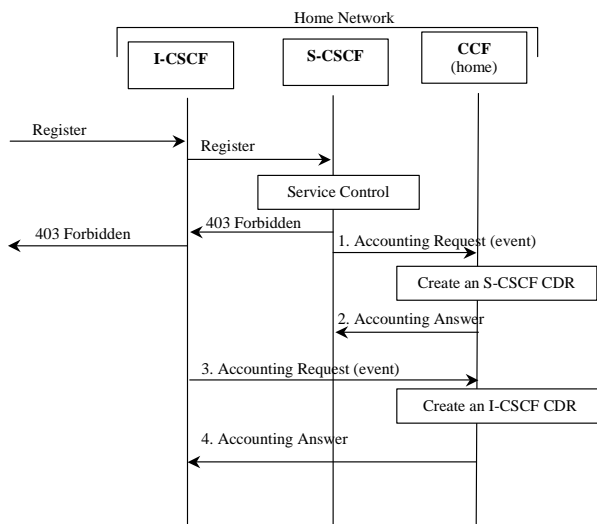 Home Network
I-CSCF
S-CSCF
CCF
(home)
Register
Register
Service Control
403 Forbidden
403 Forbidden
1. Accounting Request (event)
Create an S-CSCF CDR
2. Accounting Answer
3. Accounting Request (event)
Create an I-CSCF CDR
4. Accounting Answer